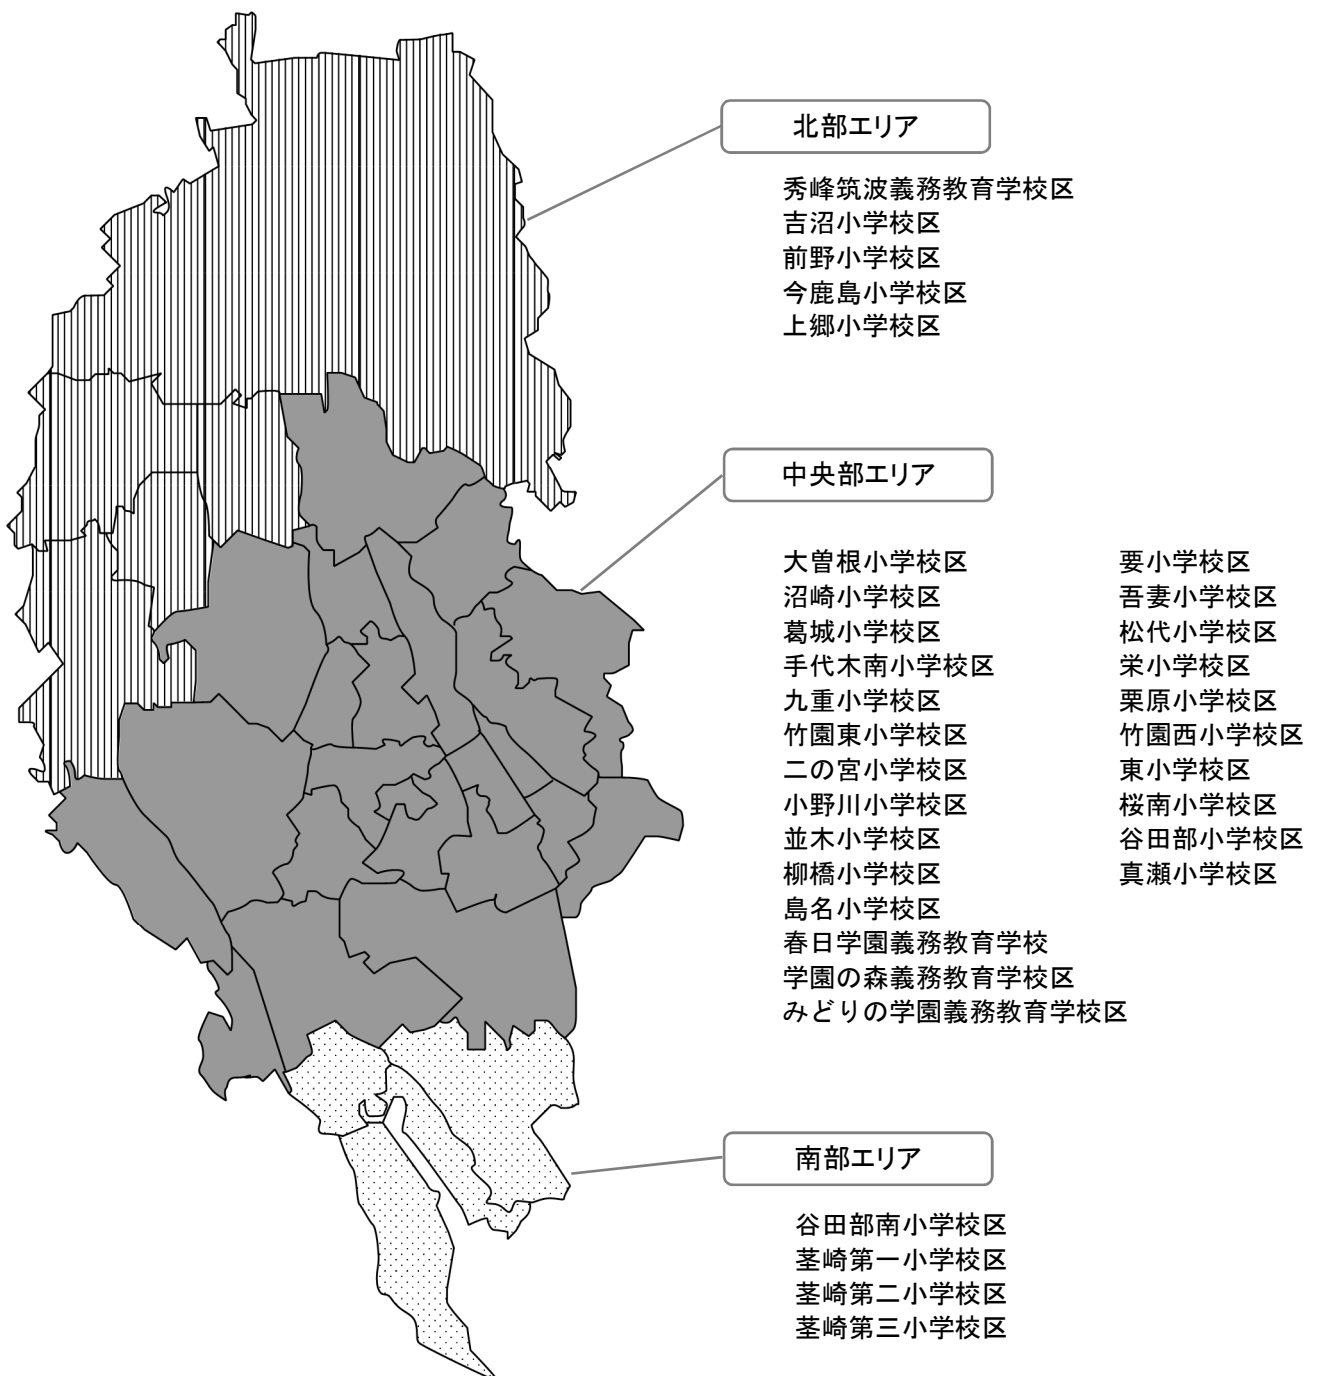 北部エリア
秀峰筑波義務教育学校区
吉沼小学校区
前野小学校区
今鹿島小学校区
上郷小学校区
中央部エリア
大曽根小学校区
沼崎小学校区
葛城小学校区
手代木南小学校区
九重小学校区
竹園東小学校区
二の宮小学校区
小野川小学校区
並木小学校区
柳橋小学校区
島名小学校区
春日学園義務教育学校
学園の森義務教育学校区
みどりの学園義務教育学校区
要小学校区
吾妻小学校区
松代小学校区
栄小学校区
栗原小学校区
竹園西小学校区
東小学校区
桜南小学校区
谷田部小学校区
真瀬小学校区
南部エリア
谷田部南小学校区
茎崎第一小学校区
茎崎第二小学校区
茎崎第三小学校区